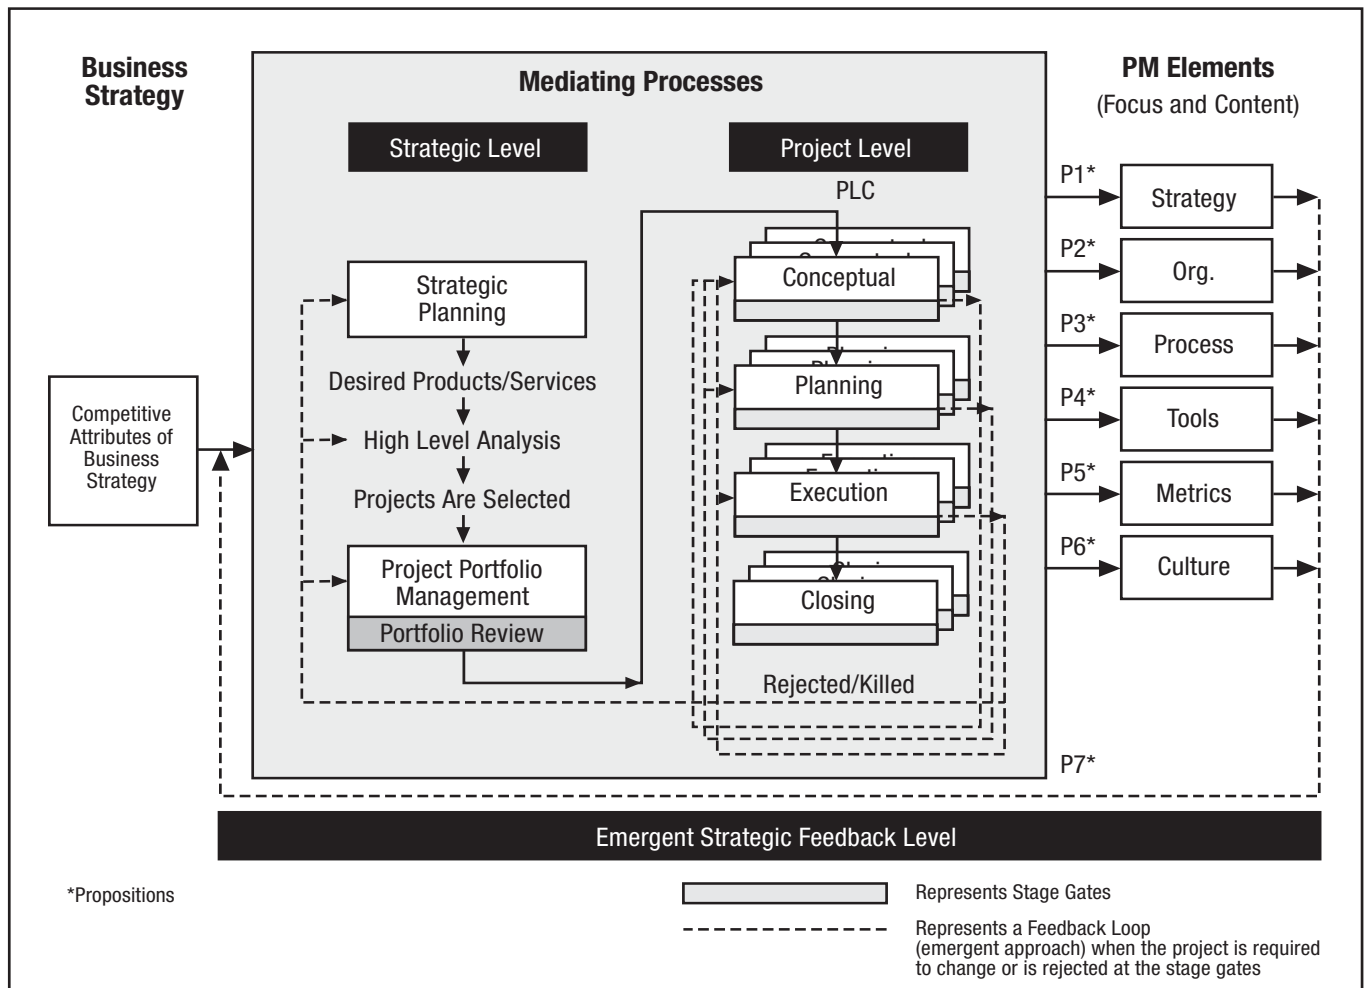 Business
Strategy
Mediating Processes
PM Elements
(Focus and Content)
Strategic Level
Project Level
PLC
Strategic
Planning
Desired Products/Services
High Level Analysis
Projects Are Selected
Project Portfolio
Management
Portfolio Review
Competitive
Attributes of
Business
Strategy
Conceptual
Planning
Execution
Closing
Rejected/Killed
P1*
Strategy
P2*
Org.
P3*
Process
P4*
Tools
P5*
Metrics
P6*
Culture
P7*
Emergent Strategic Feedback Level
*Propositions
Represents Stage Gates
Represents a Feedback Loop
(emergent approach) when the project is required
to change or is rejected at the stage gates